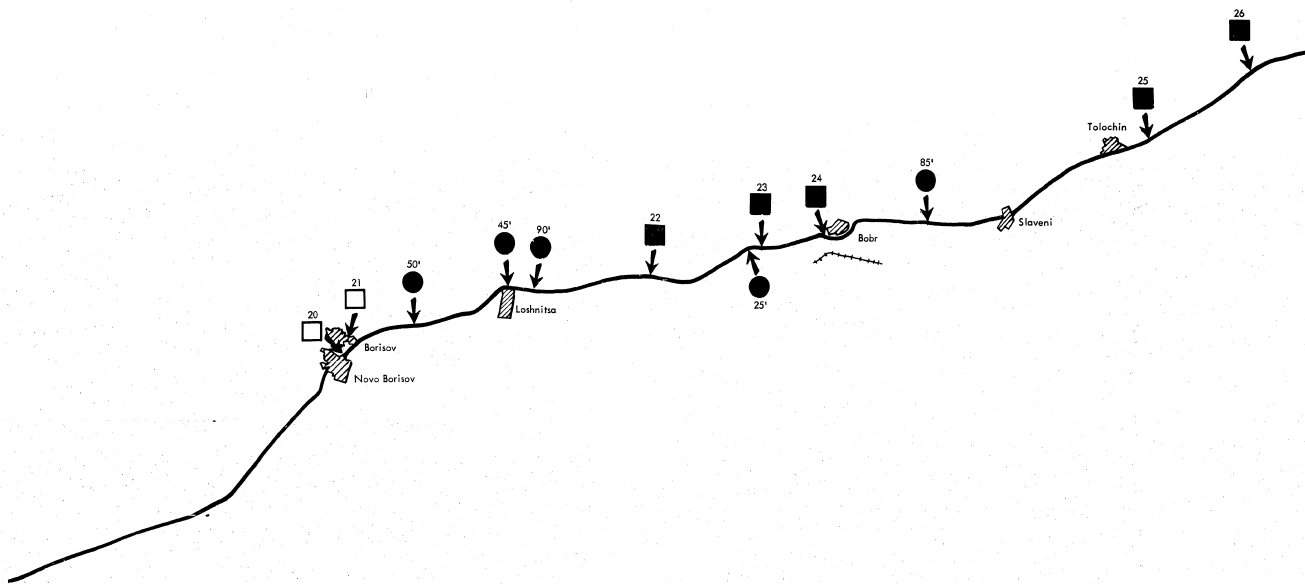 26
25
Tolochin
85'
24
23
Slaveni
22
Bobr
45'
90'
50'
25'
21
Loshnitsa
20
Borisov
Novo Borisov